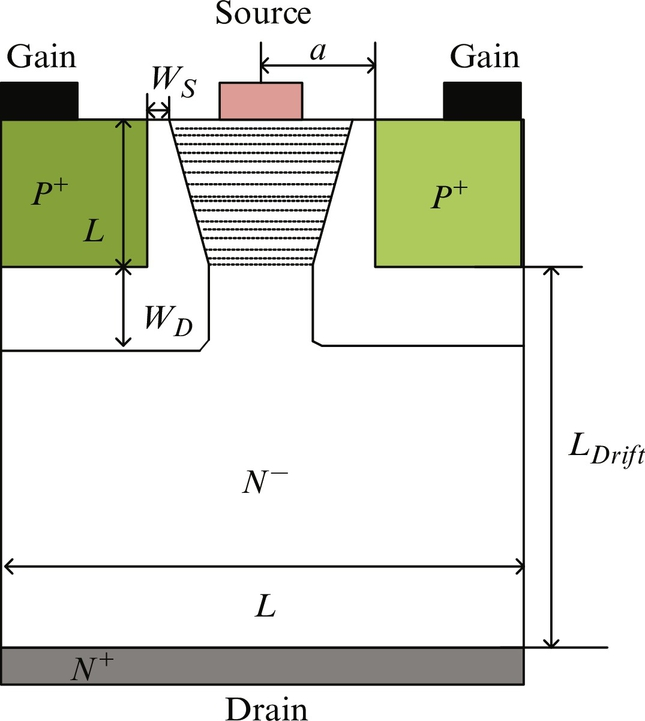 Source
Gain
Gain
W_S
a
P⁺
P⁺
L
W_D
L_Drift
N⁻
L
N⁺
Drain